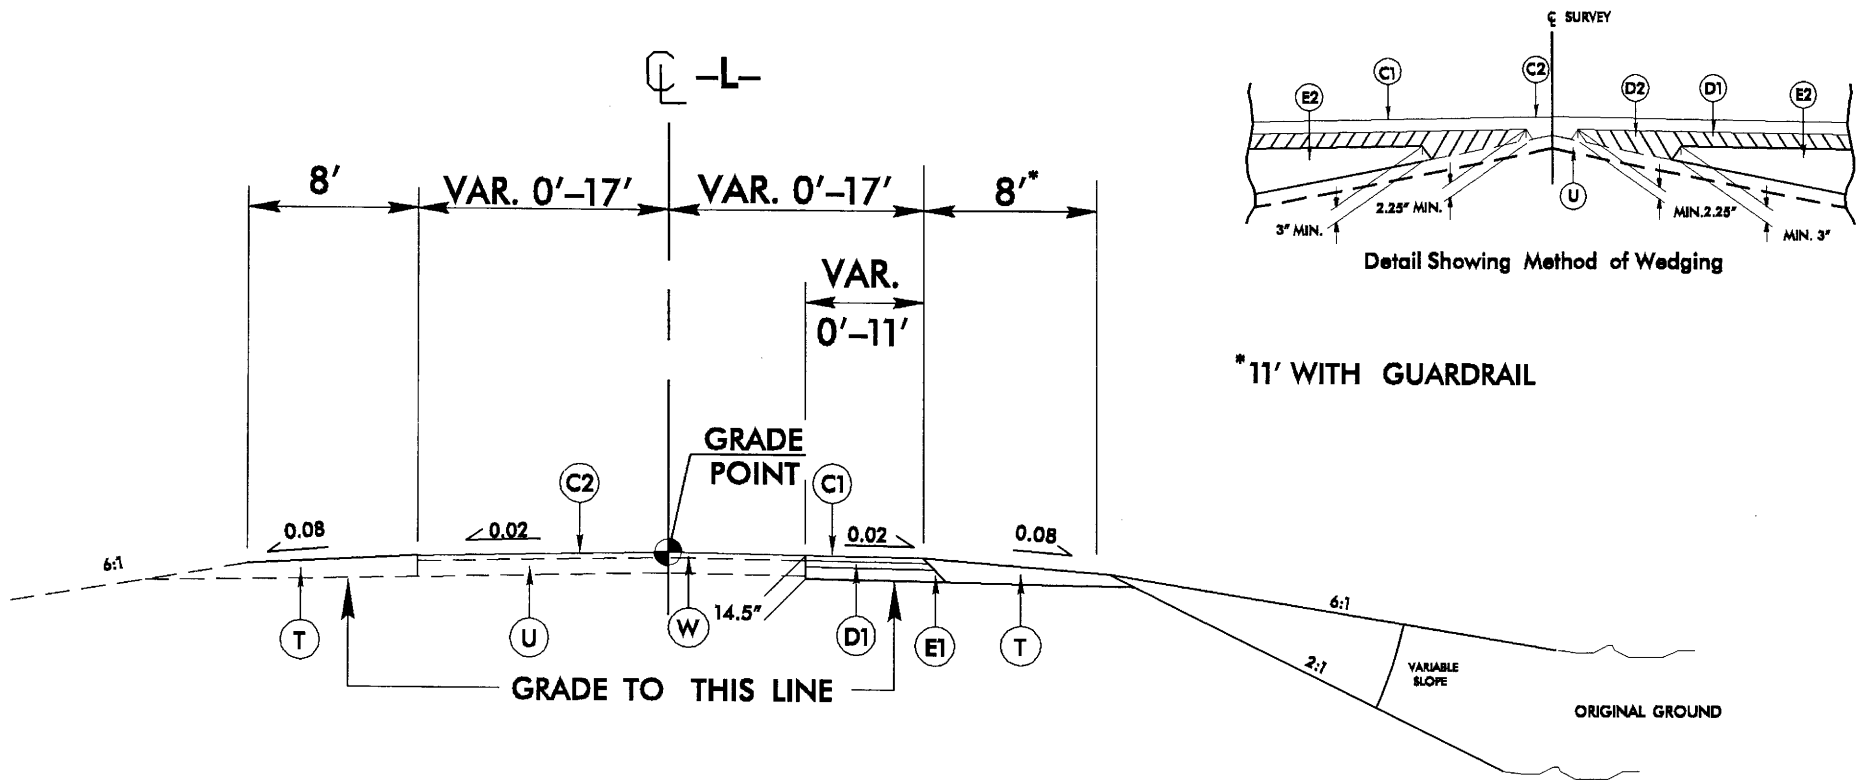 ℄ SURVEY
℄ –L–
C1
C2
E2
D2
D1
E2
8'
VAR. 0'–17'
VAR. 0'–17'
8'*
2.25" MIN.
U
MIN. 2.25"
3" MIN.
MIN. 3"
Detail Showing Method of Wedging
VAR.
0'–11'
*11' WITH GUARDRAIL
GRADE
POINT
C2
C1
0.08
0.02
0.02
0.08
6:1
14.5"
6:1
T
U
W
D1
E1
T
2:1
VARIABLE
SLOPE
GRADE TO THIS LINE
ORIGINAL GROUND